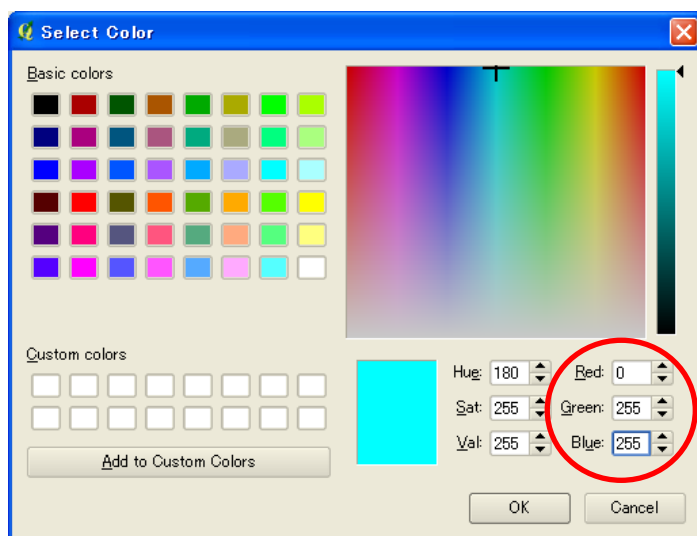 Select Color
Basic colors
Custom colors
Add to Custom Colors
Hue: 180 Red: 0
Sat: 255 Green: 255
Val: 255 Blue: 255
OK Cancel